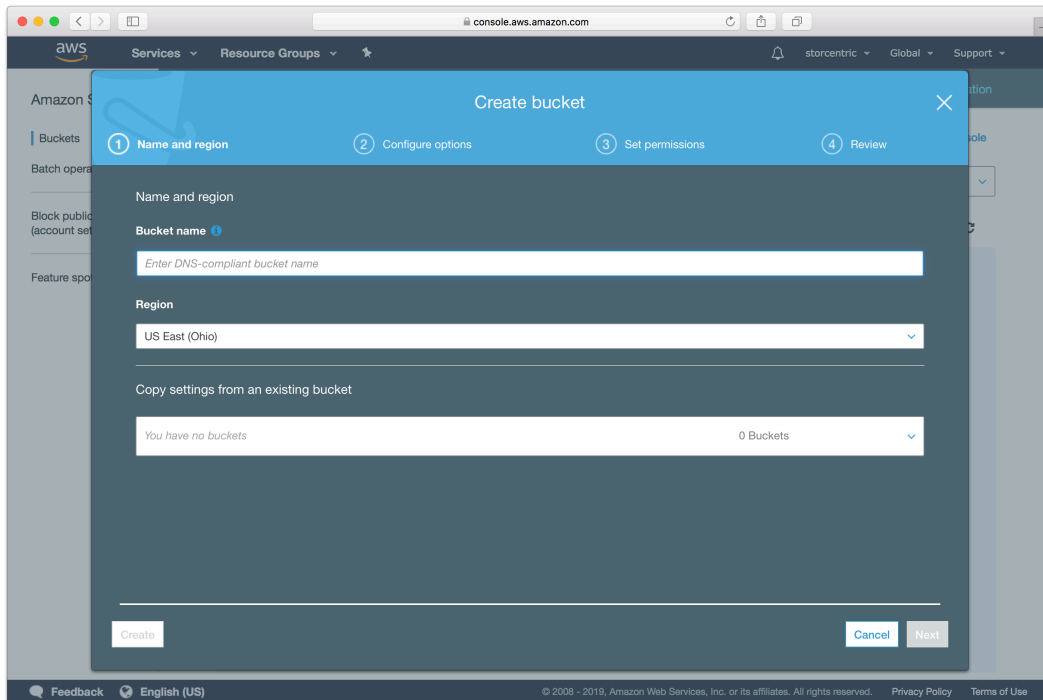 console.aws.amazon.com
aws
Services
Resource Groups
storcentric
Global
Support
Amazon S
Buckets
Batch opera
Block public
(account set
Feature spo
ation
sole
Create bucket
1 Name and region
2 Configure options
3 Set permissions
4 Review
Name and region
Bucket name
Enter DNS-compliant bucket name
Region
US East (Ohio)
Copy settings from an existing bucket
You have no buckets 0 Buckets
Create
Cancel
Next
Feedback
English (US)
© 2008 - 2019, Amazon Web Services, Inc. or its affiliates. All rights reserved.
Privacy Policy
Terms of Use